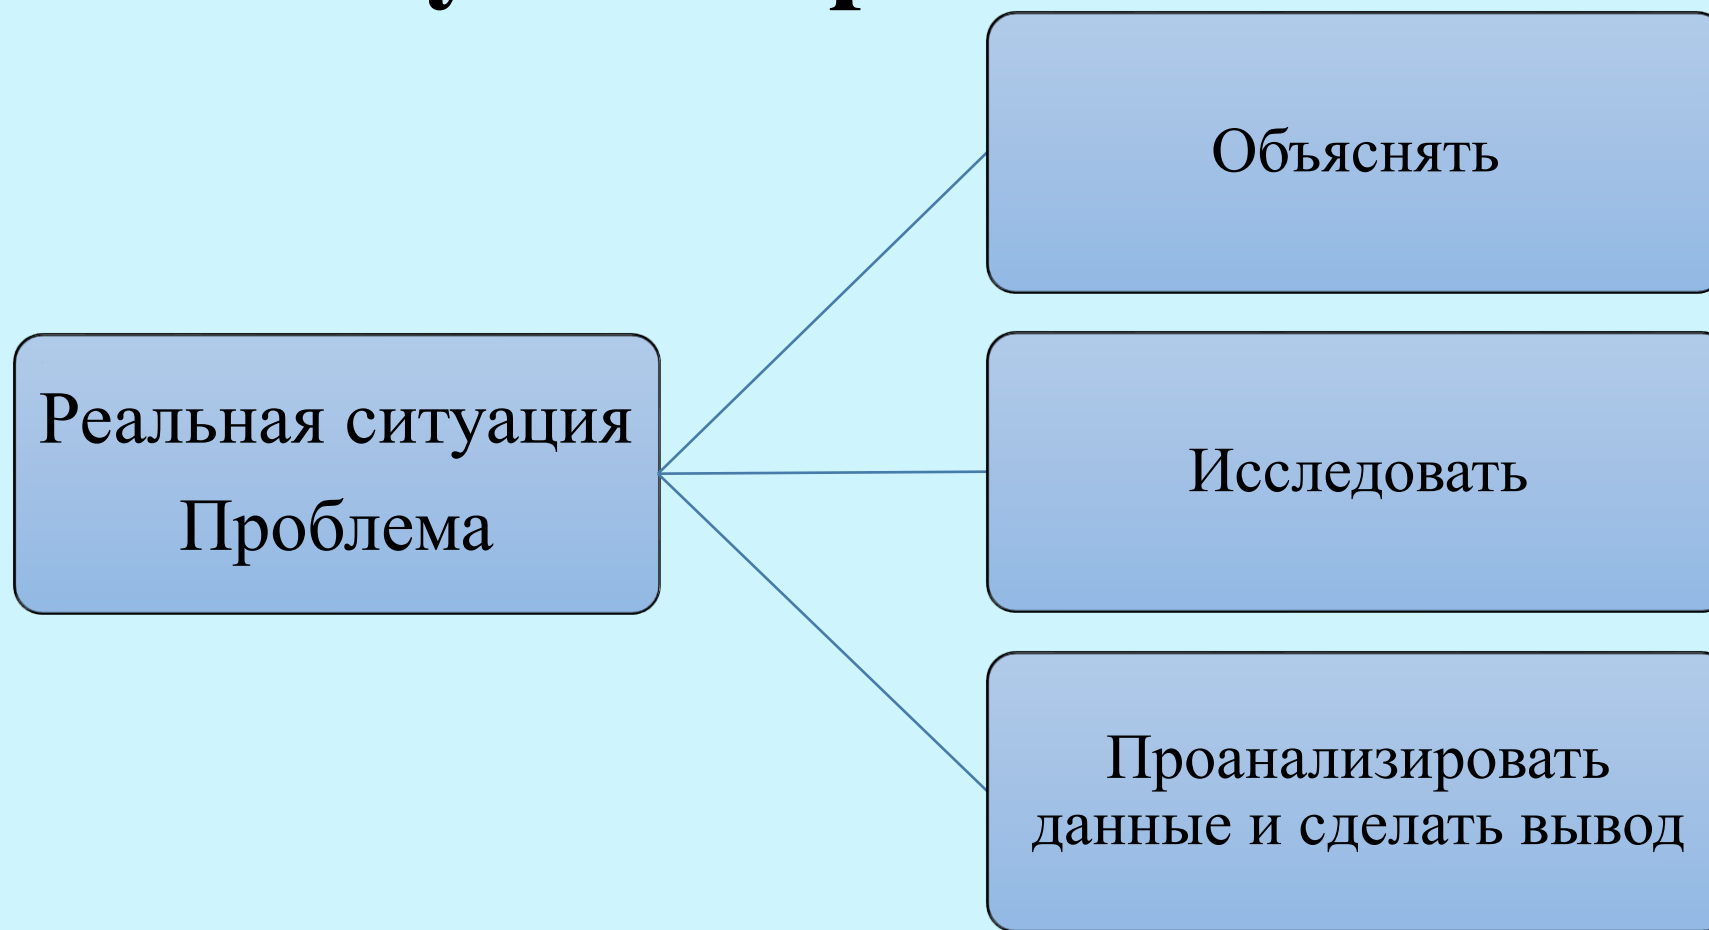 Реальная ситуация
Проблема
Объяснять
Исследовать
Проанализировать
данные и сделать вывод